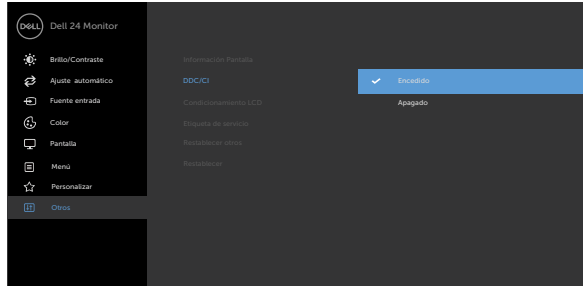 DELL
Dell 24 Monitor
Brillo/Contraste
Ajuste automático
Fuente entrada
Color
Pantalla
Menú
Personalizar
Otros
Información Pantalla
DDC/CI
Condicionamiento LCD
Etiqueta de servicio
Restablecer otros
Restablecer
Encedido
Apagado